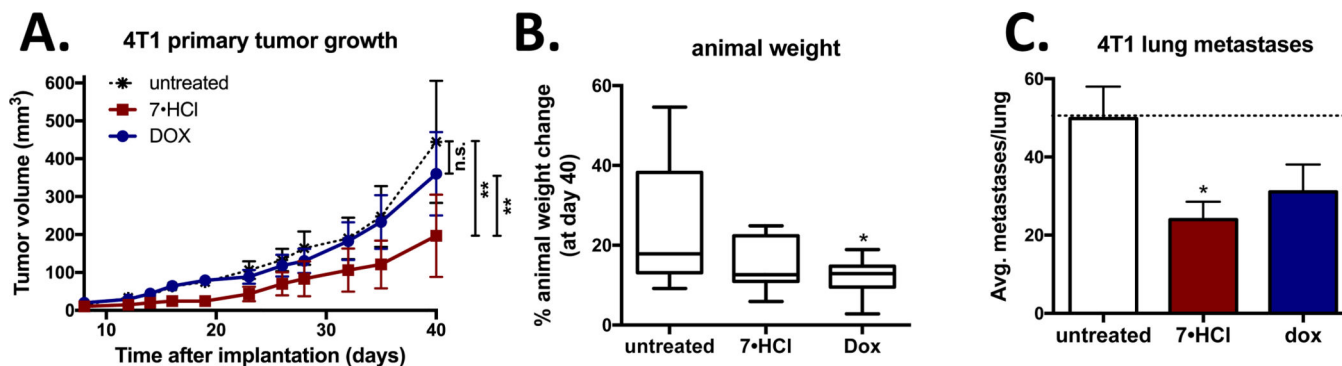 A.
4T1 primary tumor growth
Tumor volume (mm³)
600
500
400
300
200
100
0
untreated
7•HCl
DOX
n.s.
**
**
10
20
30
40
Time after implantation (days)
B.
animal weight
% animal weight change
(at day 40)
60
40
20
0
*
untreated
7•HCl
Dox
C.
4T1 lung metastases
Avg. metastases/lung
60
40
20
0
*
untreated
7•HCl
dox